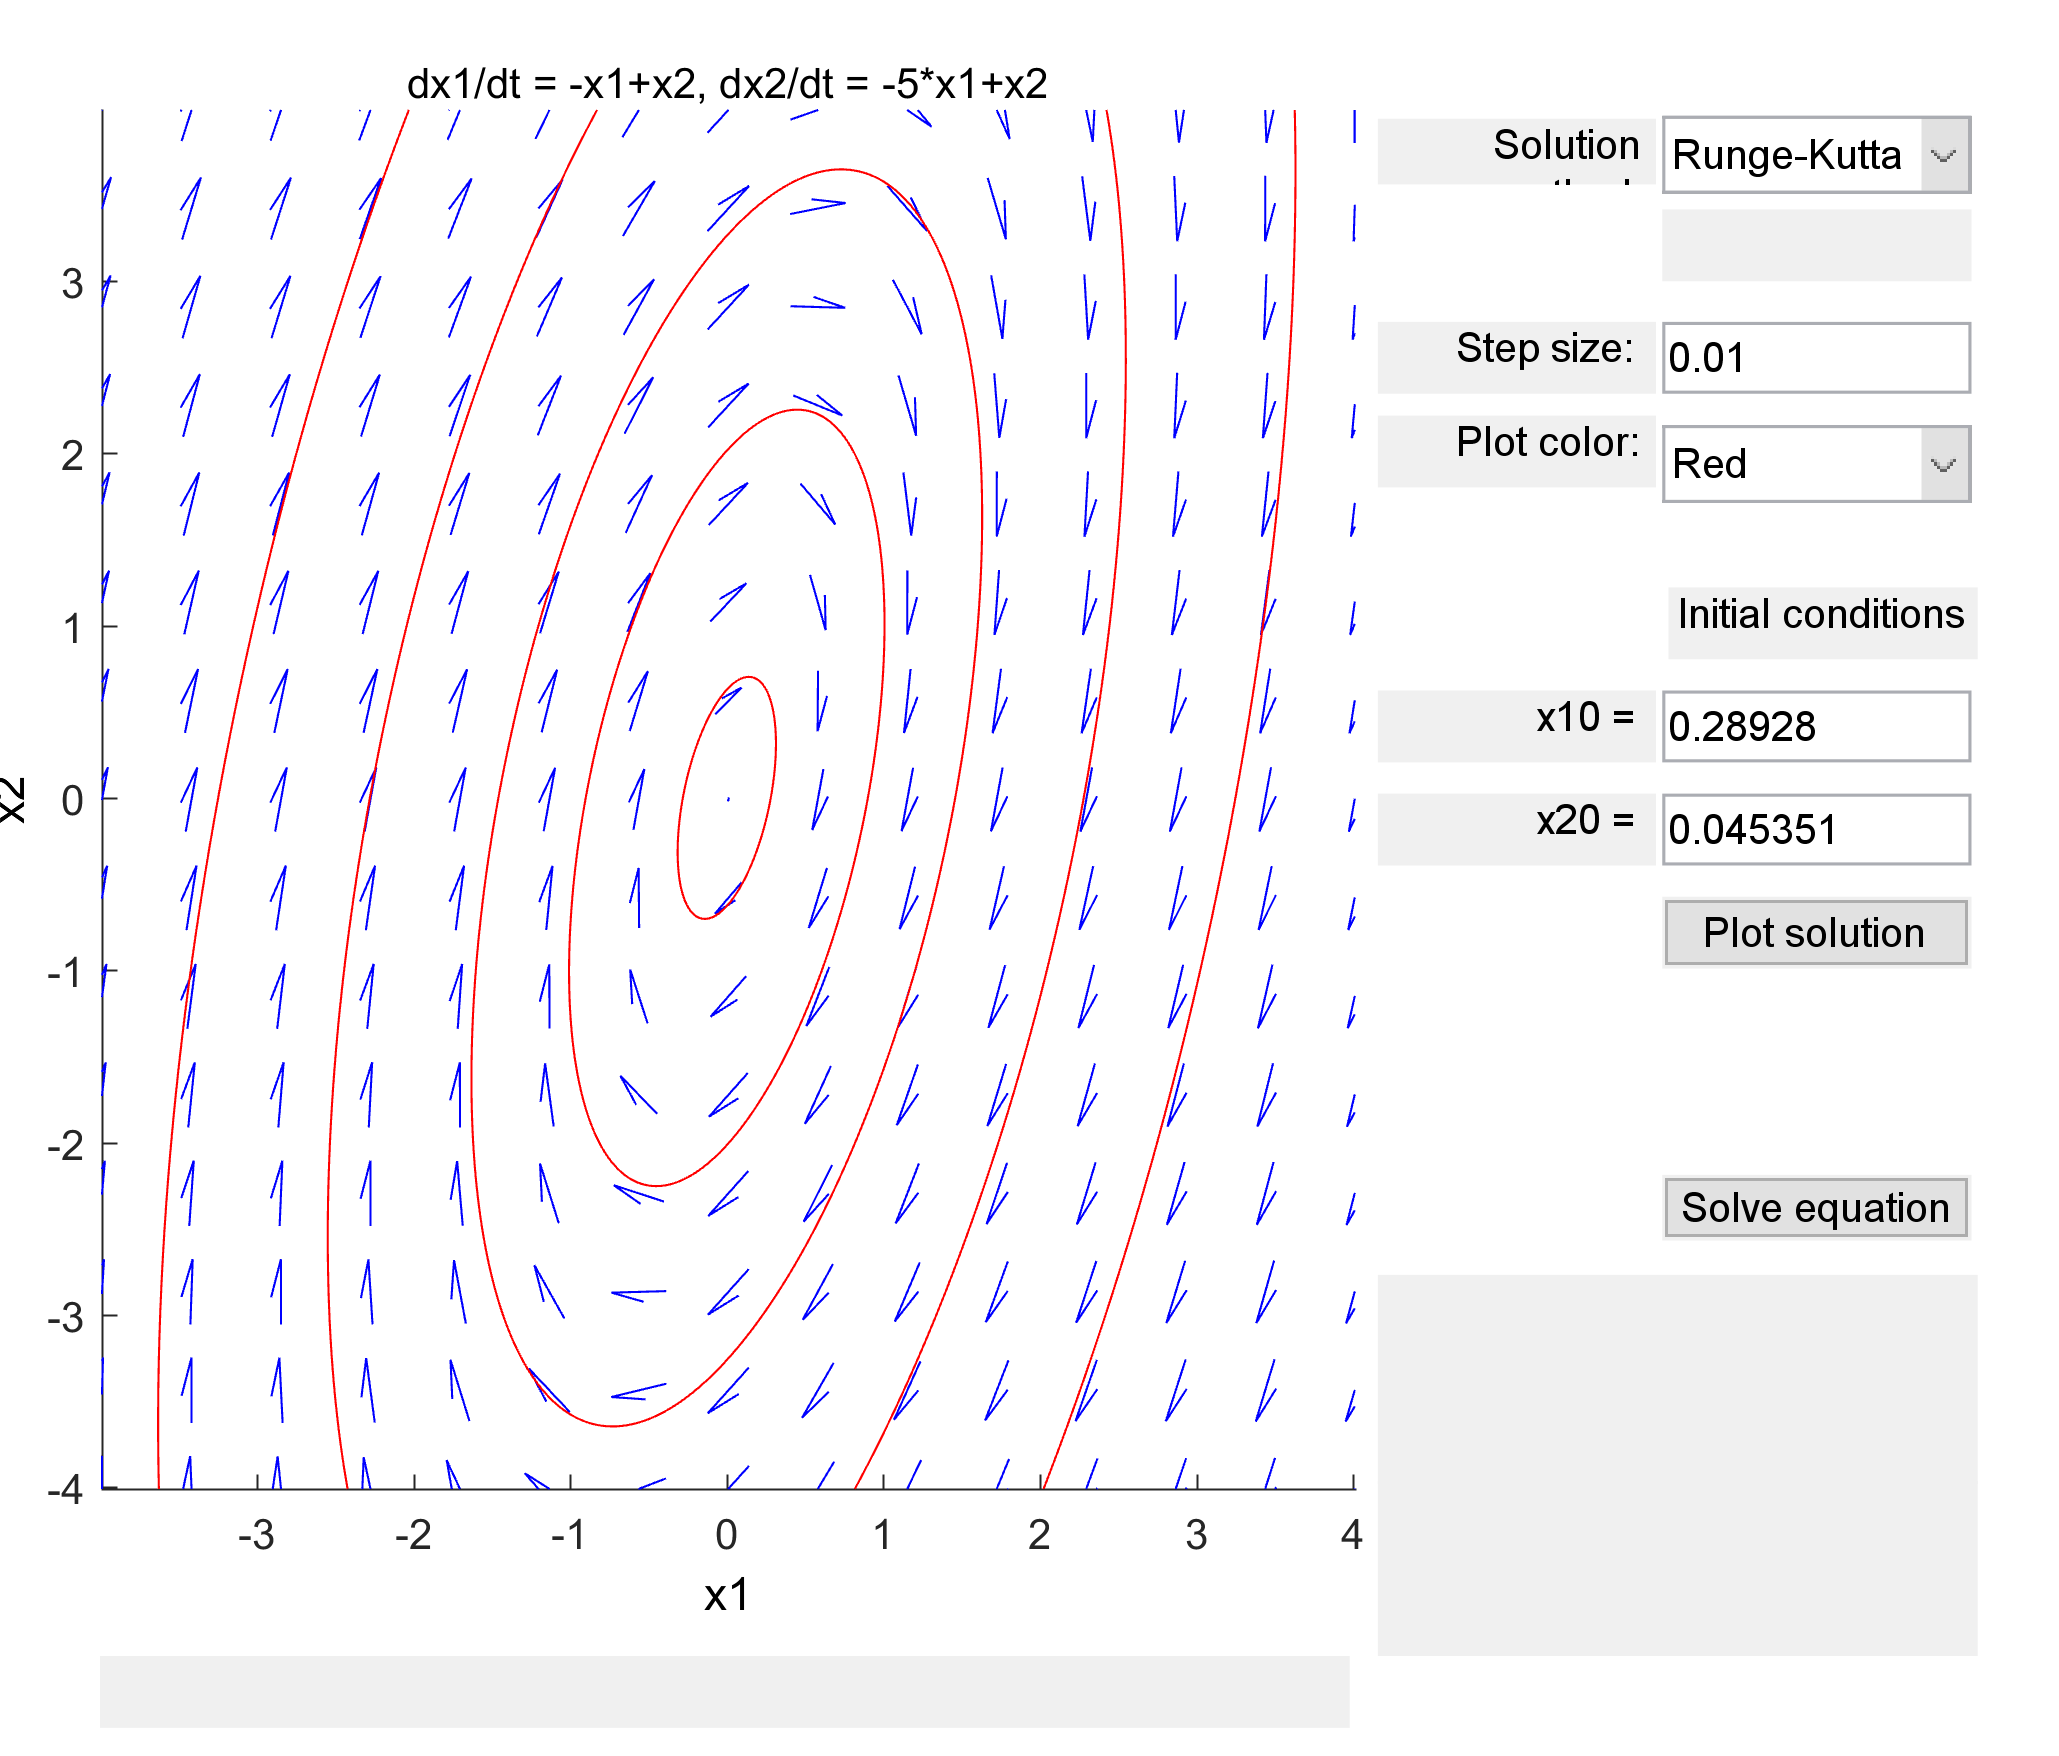 dx1/dt = -x1+x2, dx2/dt = -5*x1+x2
Solution
Runge-Kutta
Step size:
0.01
Plot color:
Red
Initial conditions
x10 =
0.28928
x20 =
0.045351
Plot solution
Solve equation
x2
3
2
1
0
-1
-2
-3
-4
-3
-2
-1
0
1
2
3
4
x1